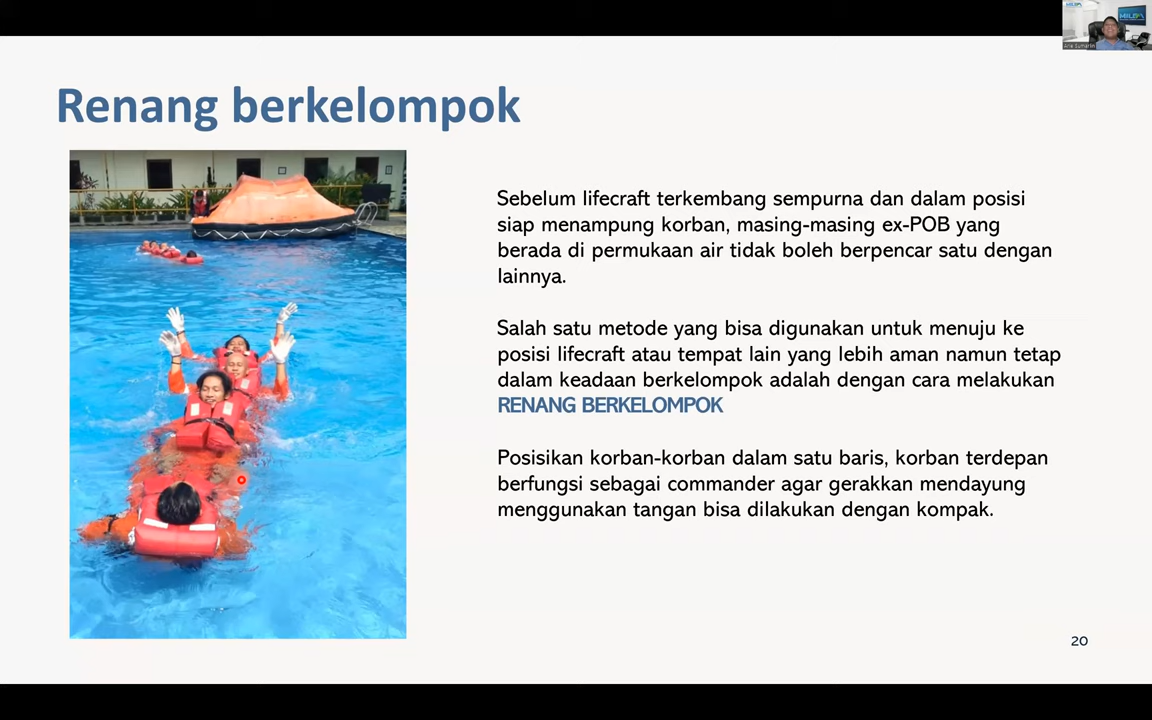 MILDA
Renang berkelompok
Sebelum lifecraft terkembang sempurna dan dalam posisi
siap menampung korban, masing-masing ex-POB yang
berada di permukaan air tidak boleh berpencar satu dengan
lainnya.
Salah satu metode yang bisa digunakan untuk menuju ke
posisi lifecraft atau tempat lain yang lebih aman namun tetap
dalam keadaan berkelompok adalah dengan cara melakukan
RENANG BERKELOMPOK
Posisikan korban-korban dalam satu baris, korban terdepan
berfungsi sebagai commander agar gerakkan mendayung
menggunakan tangan bisa dilakukan dengan kompak.
20